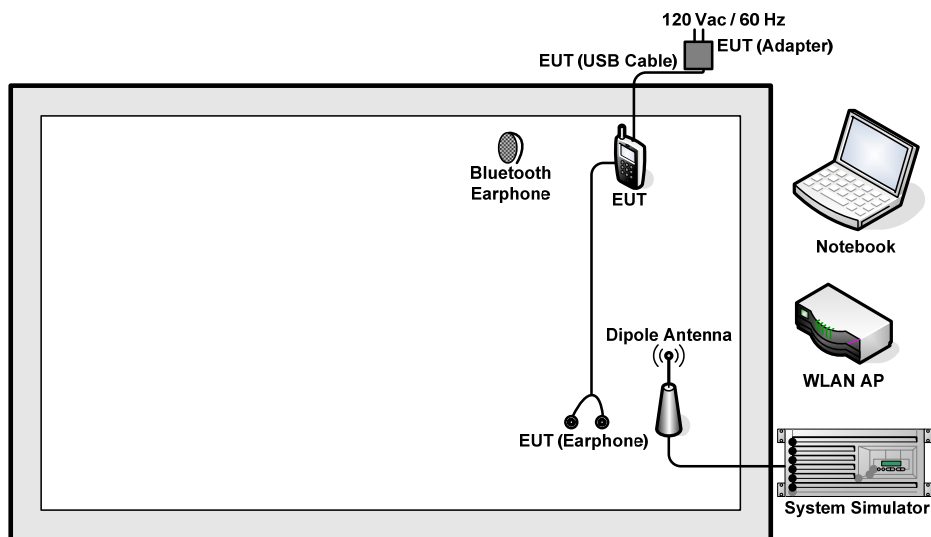 120 Vac / 60 Hz
EUT (Adapter)
EUT (USB Cable)
Bluetooth
Earphone
EUT
Notebook
Dipole Antenna
WLAN AP
EUT (Earphone)
System Simulator